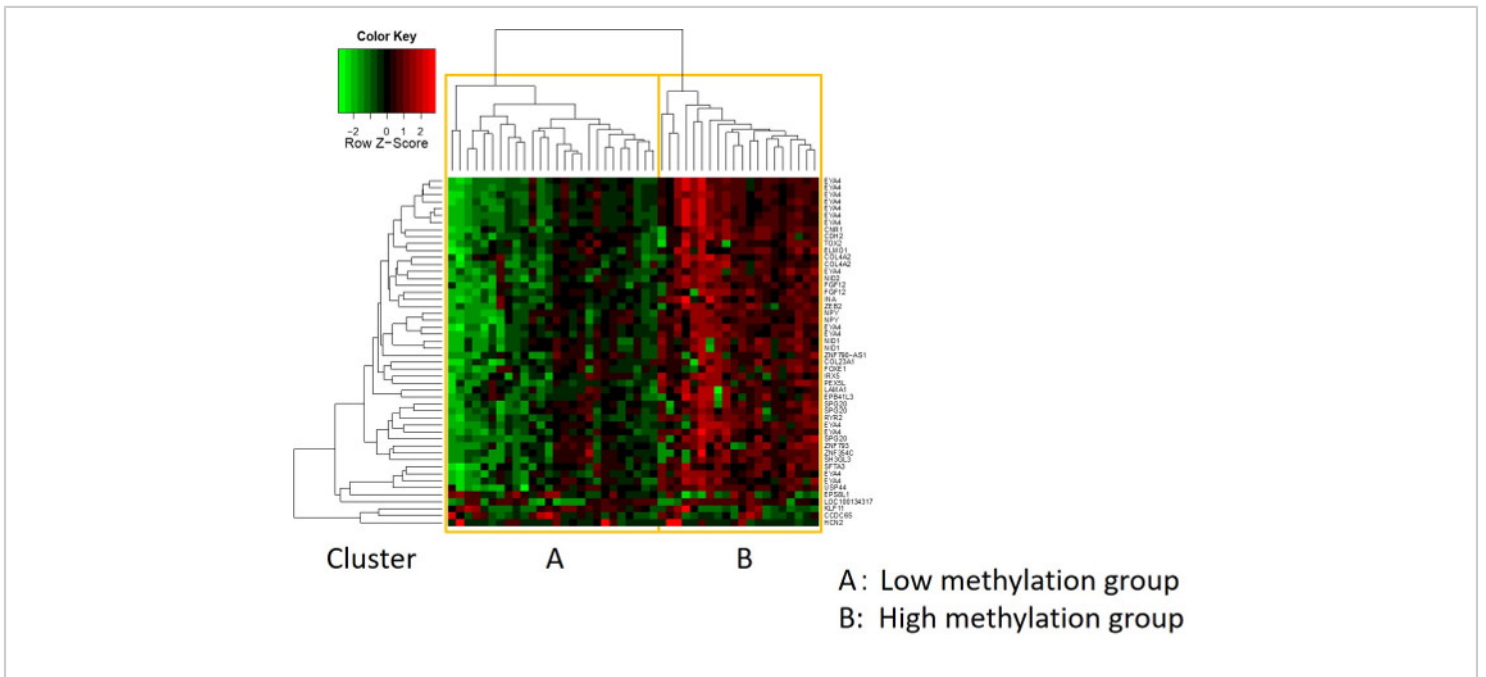 Color Key
−2 0 1 2
Row Z−Score
EYA4
EYA4
EYA4
EYA4
EYA4
EYA4
EYA4
CNR1
CDH2
TOX2
ELMO1
COL4A2
COL4A2
EYA4
NID2
FGF12
FGF12
INA
ZEB2
NPY
NPY
EYA4
EYA4
NID1
NID1
ZNF790−AS1
COL23A1
FOXE1
IRX5
PEX5L
LAMA1
EPB41L3
SPG20
SPG20
RYR2
EYA4
EYA4
SPG20
ZNF793
ZNF354C
SH3GL3
SFTA3
EYA4
EYA4
USP44
EPS8L1
LOC100134317
KLF11
CCDC65
HCN2
Cluster A B
A: Low methylation group
B: High methylation group